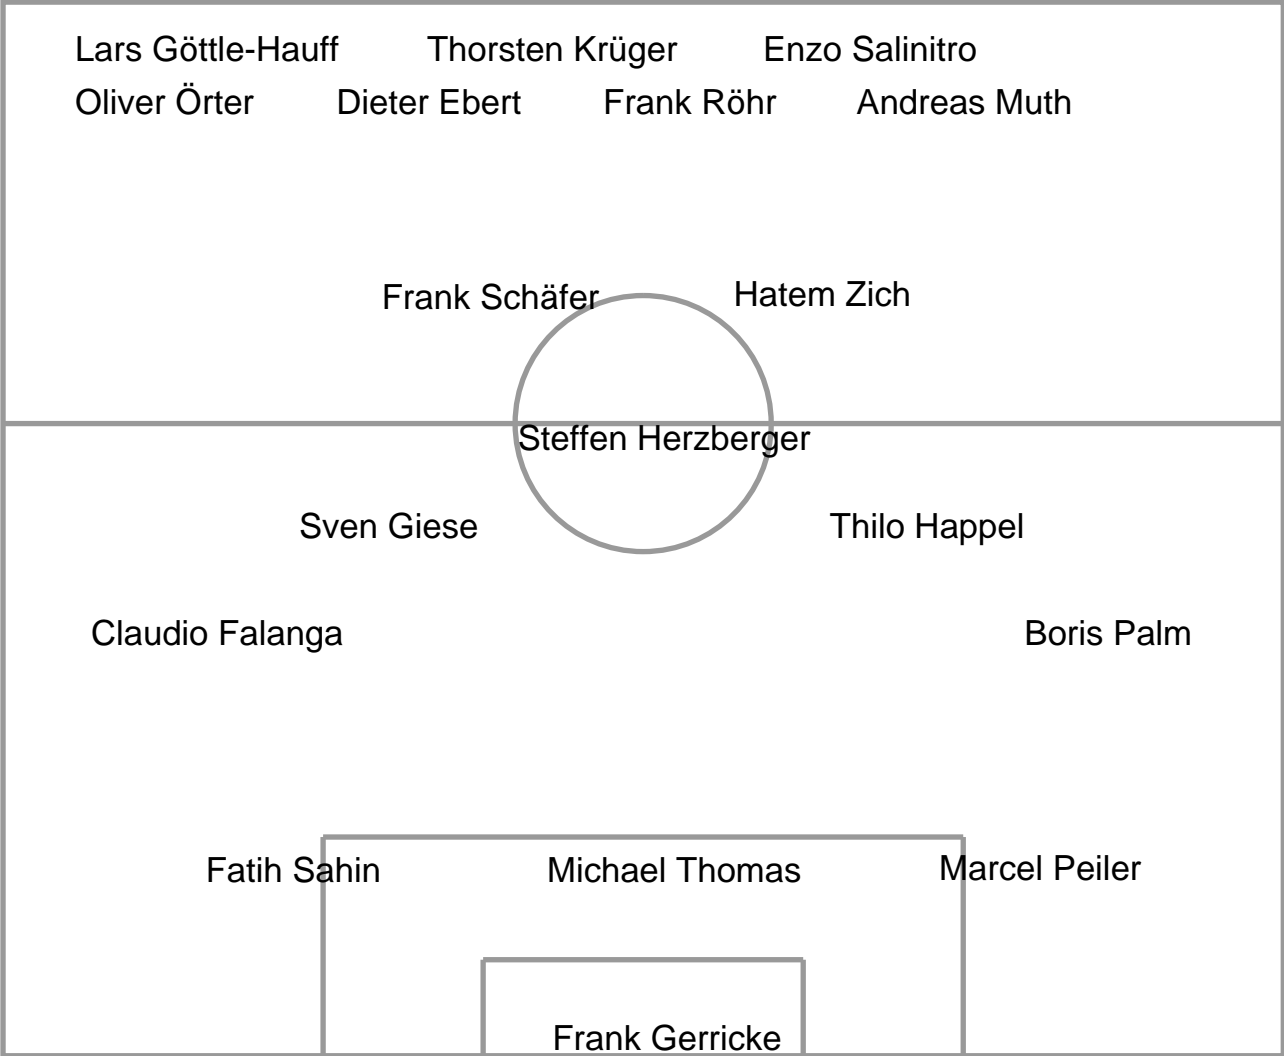 Lars Göttle-Hauff Thorsten Krüger Enzo Salinitro
Oliver Örter Dieter Ebert Frank Röhr Andreas Muth
Frank Schäfer Hatem Zich
Steffen Herzberger
Sven Giese Thilo Happel
Claudio Falanga Boris Palm
Fatih Sahin Michael Thomas Marcel Peiler
Frank Gerricke